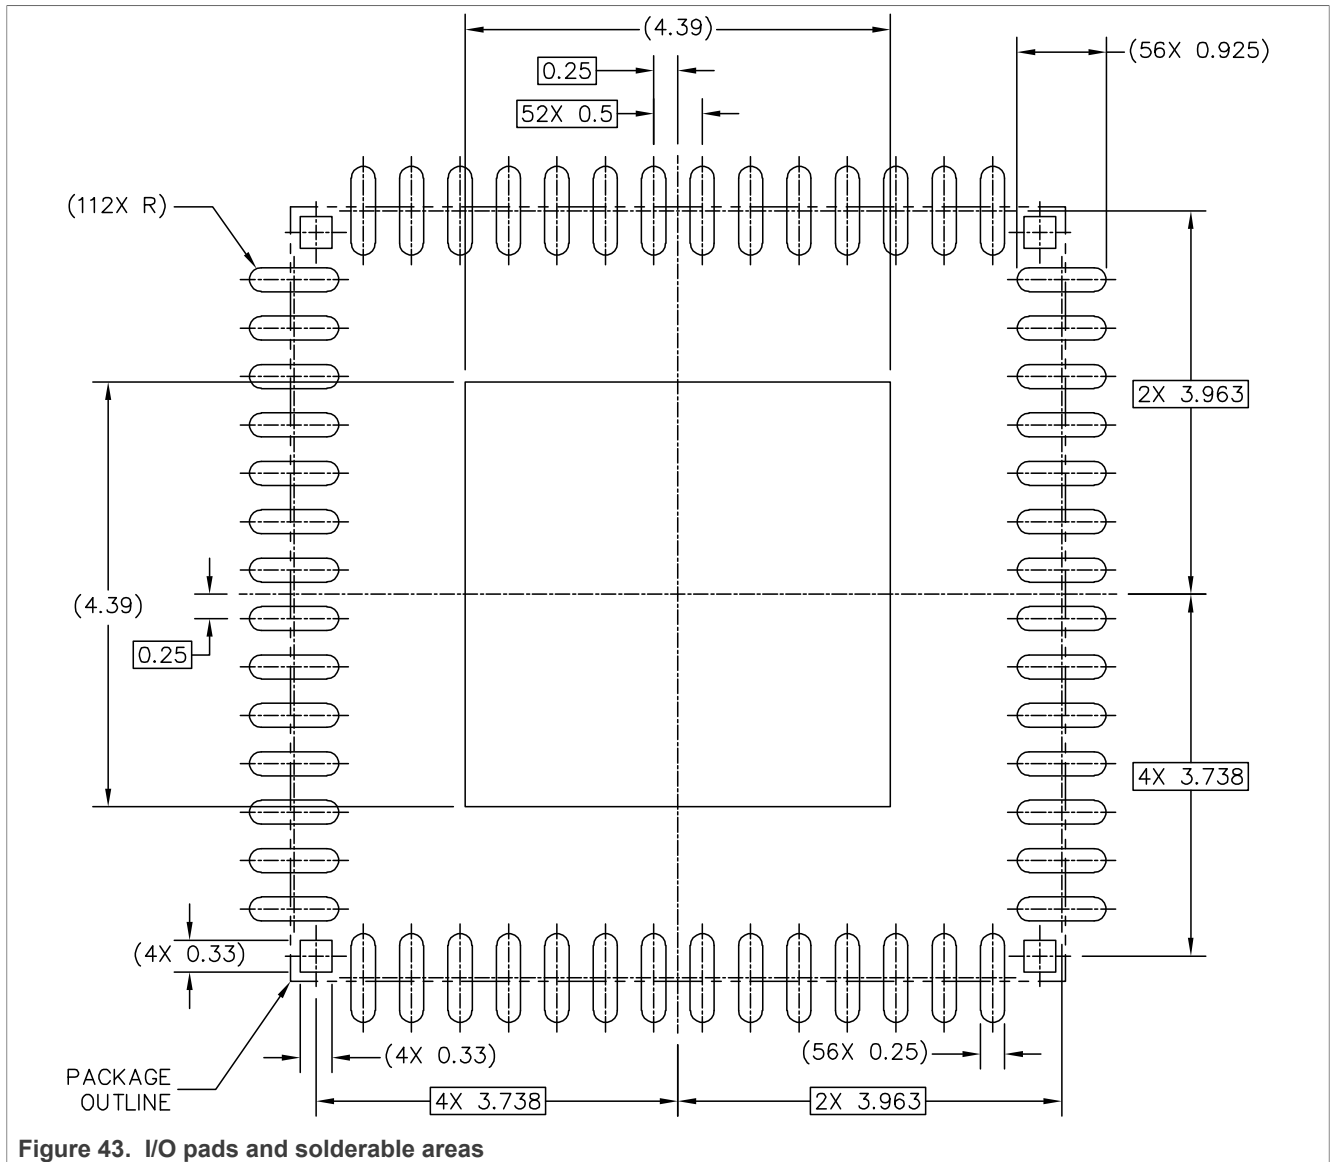 (4.39)
0.25
(56X 0.925)
52X 0.5
(112X R)
2X 3.963
(4.39)
0.25
4X 3.738
(4X 0.33)
(4X 0.33)
(56X 0.25)
PACKAGE
OUTLINE
4X 3.738
2X 3.963
Figure 43. I/O pads and solderable areas